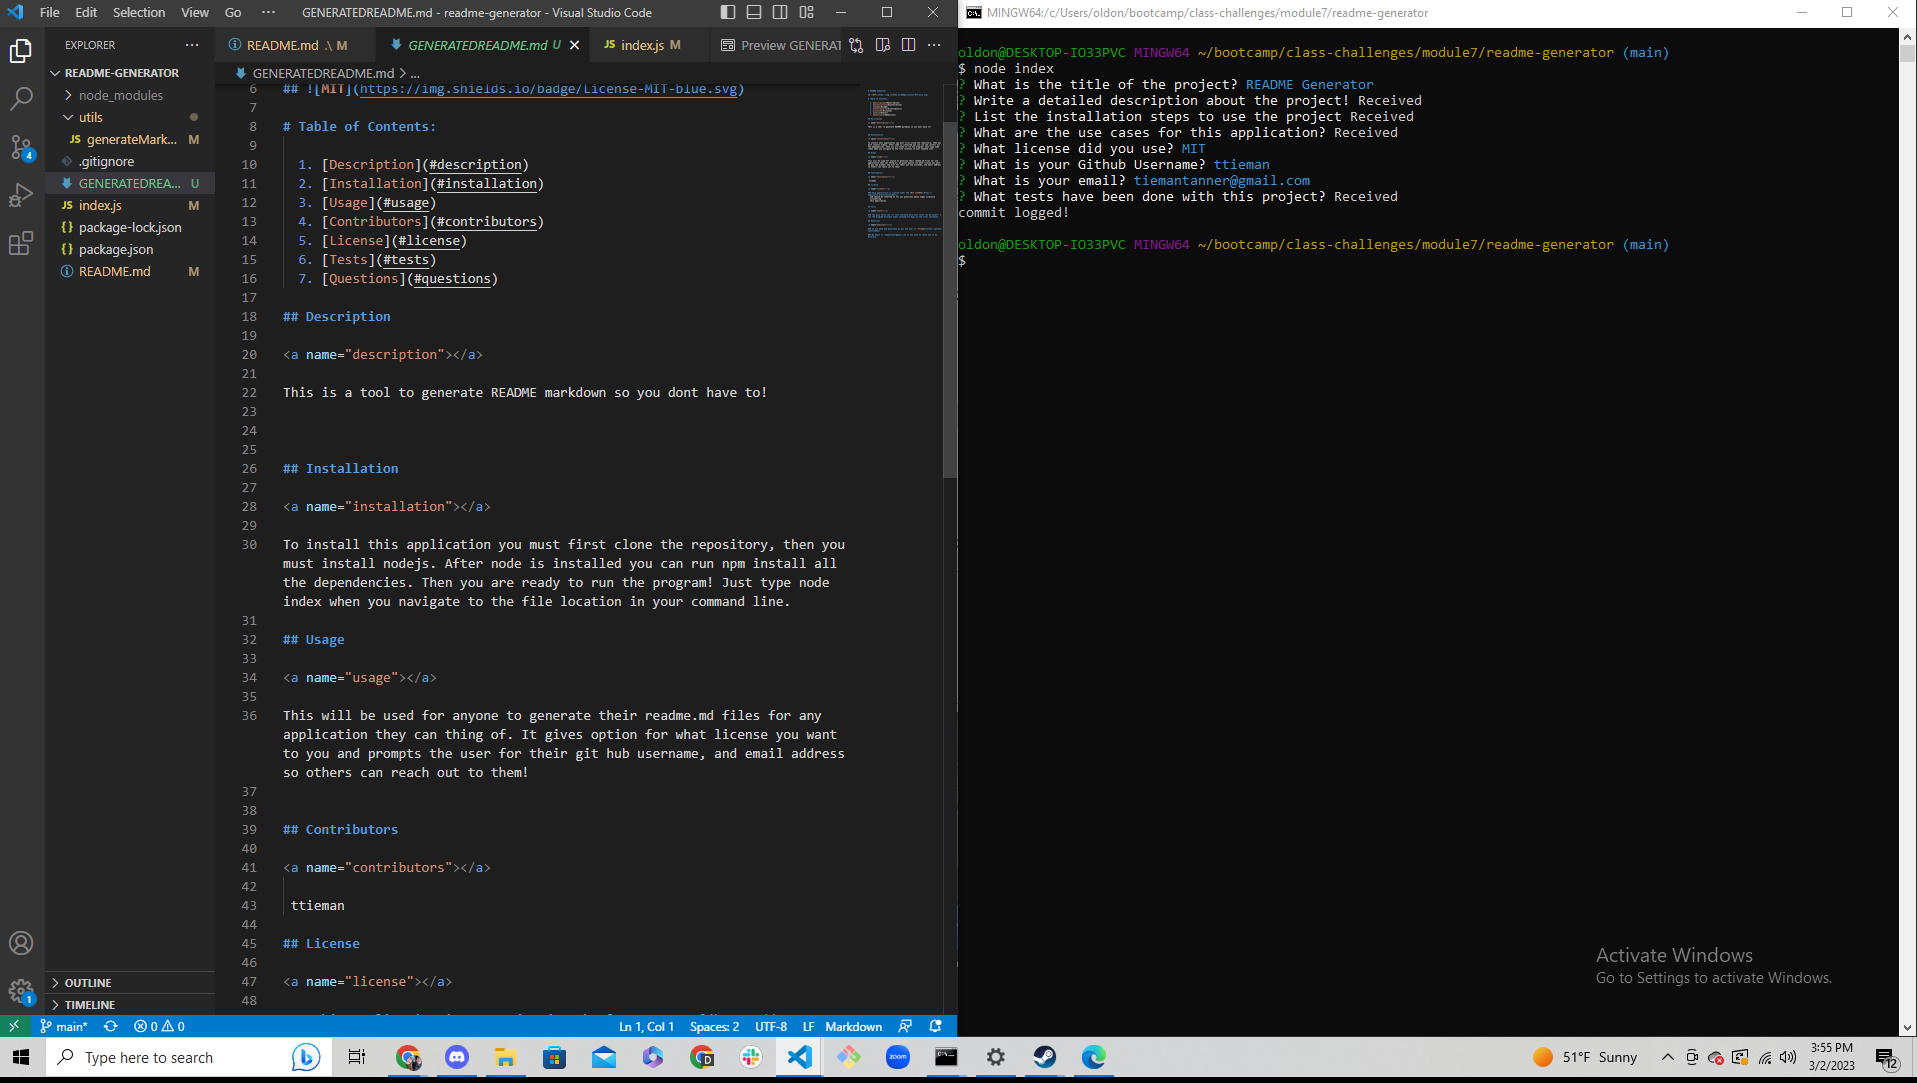 File Edit Selection View Go ··· GENERATEDREADME.md - readme-generator - Visual Studio Code
EXPLORER ···
README-GENERATOR
node_modules
utils
JS generateMark... M
.gitignore
GENERATEDREA... U
JS index.js M
{} package-lock.json
{} package.json
README.md M
OUTLINE
TIMELINE
README.md .\ M GENERATEDREADME.md U JS index.js M Preview GENERAT
GENERATEDREADME.md > ...
6 ## ![MIT](https://img.shields.io/badge/License-MIT-blue.svg)
7
8 # Table of Contents:
9
10 1. [Description](#description)
11 2. [Installation](#installation)
12 3. [Usage](#usage)
13 4. [Contributors](#contributors)
14 5. [License](#license)
15 6. [Tests](#tests)
16 7. [Questions](#questions)
17
18 ## Description
19
20 <a name="description"></a>
21
22 This is a tool to generate README markdown so you dont have to!
23
24
25
26 ## Installation
27
28 <a name="installation"></a>
29
30 To install this application you must first clone the repository, then you
must install nodejs. After node is installed you can run npm install all
the dependencies. Then you are ready to run the program! Just type node
index when you navigate to the file location in your command line.
31
32 ## Usage
33
34 <a name="usage"></a>
35
36 This will be used for anyone to generate their readme.md files for any
application they can thing of. It gives option for what license you want
to you and prompts the user for their git hub username, and email address
so others can reach out to them!
37
38
39 ## Contributors
40
41 <a name="contributors"></a>
42
43 ttieman
44
45 ## License
46
47 <a name="license"></a>
48
4
1
main* 0 0 Ln 1, Col 1 Spaces: 2 UTF-8 LF Markdown
MINGW64:/c/Users/oldon/bootcamp/class-challenges/module7/readme-generator
oldon@DESKTOP-IO33PVC MINGW64 ~/bootcamp/class-challenges/module7/readme-generator (main)
$ node index
? What is the title of the project? README Generator
? Write a detailed description about the project! Received
? List the installation steps to use the project Received
? What are the use cases for this application? Received
? What license did you use? MIT
? What is your Github Username? ttieman
? What is your email? tiemantanner@gmail.com
? What tests have been done with this project? Received
commit logged!
oldon@DESKTOP-IO33PVC MINGW64 ~/bootcamp/class-challenges/module7/readme-generator (main)
$
Activate Windows
Go to Settings to activate Windows.
Type here to search
zoom
51°F Sunny
3:55 PM
3/2/2023
12